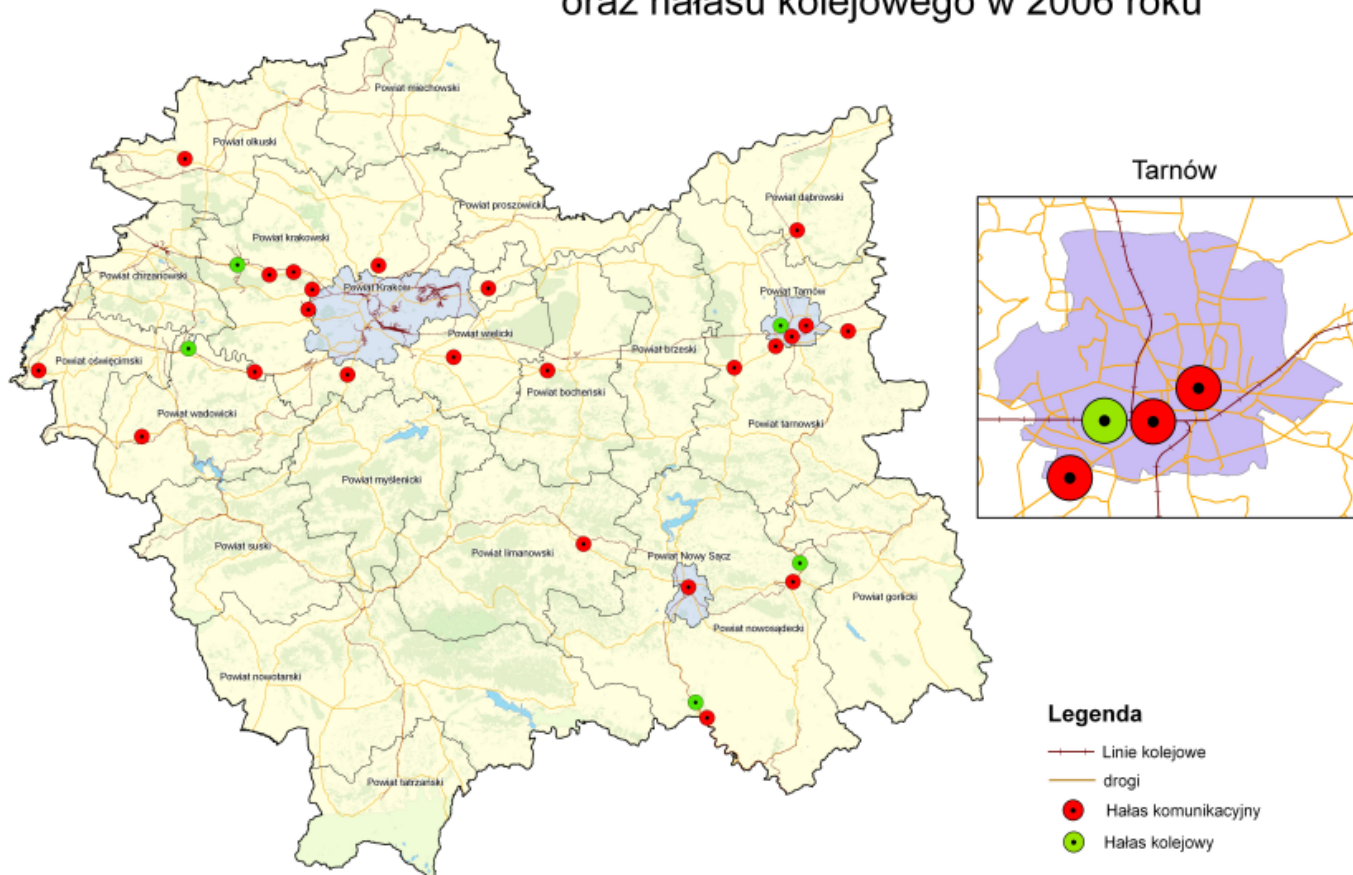 oraz hałasu kolejowego w 2006 roku
Powiat miechowski
Powiat olkuski
Tarnów
Powiat dąbrowski
Powiat proszowicki
Powiat krakowski
Powiat chrzanowski
Powiat Kraków
Powiat Tarnów
Powiat wielicki
Powiat brzeski
Powiat oświęcimski
Powiat bocheński
Powiat wadowicki
Powiat tarnowski
Powiat myślenicki
Powiat suski
Powiat limanowski
Powiat Nowy Sącz
Powiat gorlicki
Powiat nowosądecki
Powiat nowotarski
Powiat tatrzański
Legenda
Linie kolejowe
drogi
Hałas komunikacyjny
Hałas kolejowy